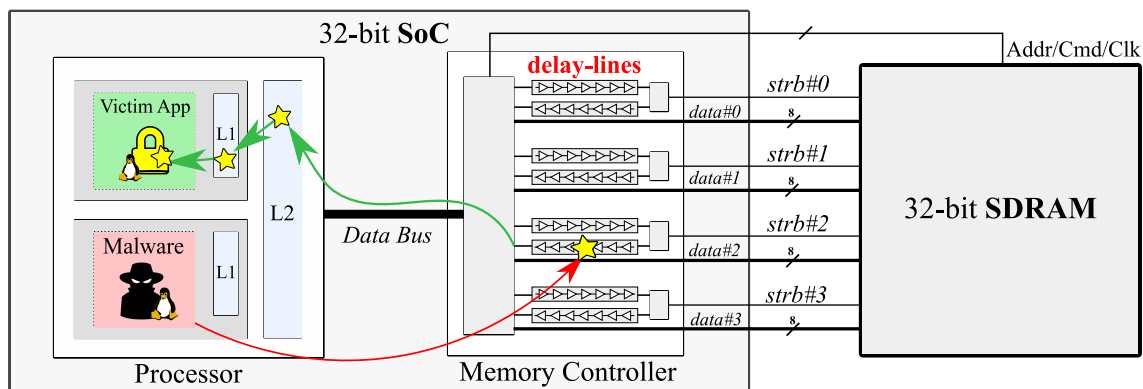 32-bit SoC
Addr/Cmd/Clk
delay-lines
Victim App
L1
L2
Malware
L1
Data Bus
strb#0
data#0
8
strb#1
data#1
8
strb#2
data#2
8
strb#3
data#3
8
32-bit SDRAM
Processor
Memory Controller